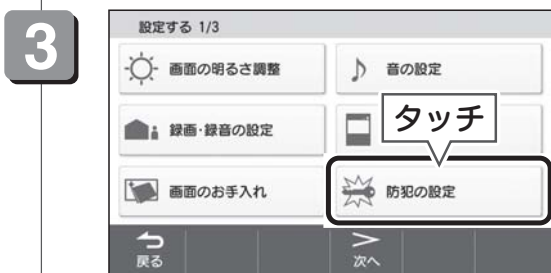 3
設定する 1/3
画面の明るさ調整
音の設定
録画・録音の設定
タッチ
画面のお手入れ
防犯の設定
戻る
次へ